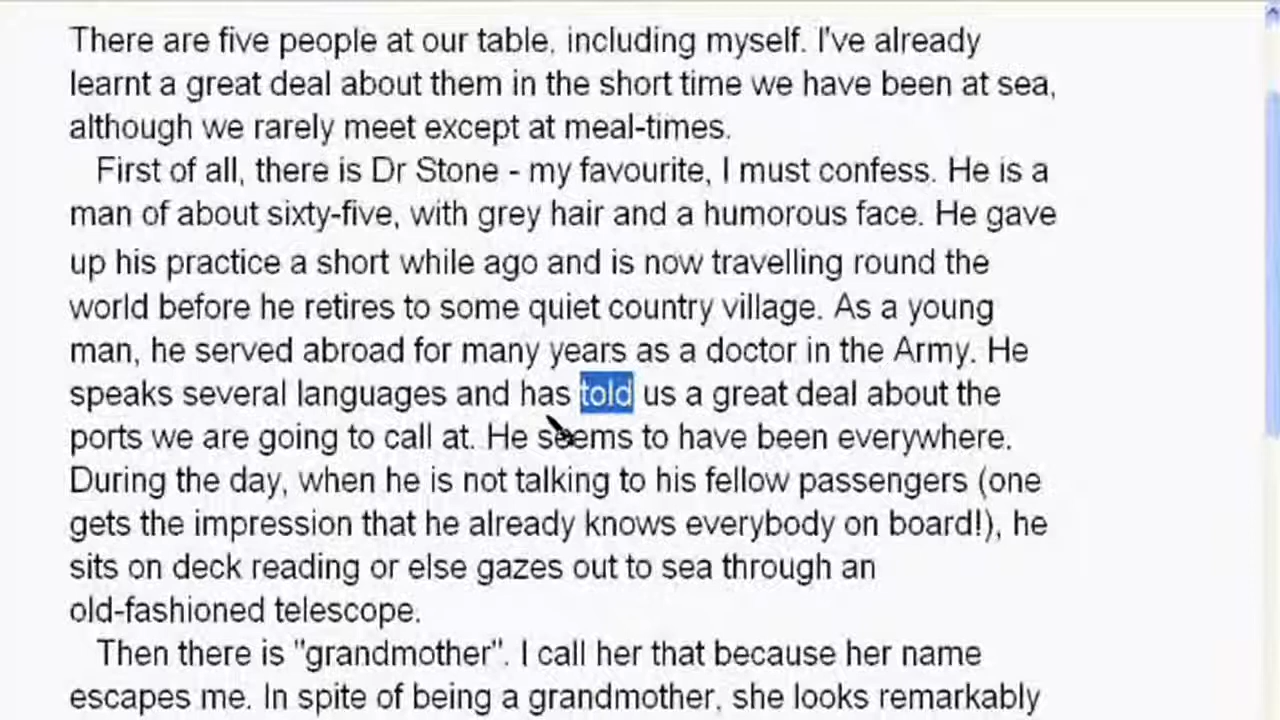 There are five people at our table, including myself. I've already
learnt a great deal about them in the short time we have been at sea,
although we rarely meet except at meal-times.
First of all, there is Dr Stone - my favourite, I must confess. He is a
man of about sixty-five, with grey hair and a humorous face. He gave
up his practice a short while ago and is now travelling round the
world before he retires to some quiet country village. As a young
man, he served abroad for many years as a doctor in the Army. He
speaks several languages and has told us a great deal about the
ports we are going to call at. He seems to have been everywhere.
During the day, when he is not talking to his fellow passengers (one
gets the impression that he already knows everybody on board!), he
sits on deck reading or else gazes out to sea through an
old-fashioned telescope.
Then there is "grandmother". I call her that because her name
escapes me. In spite of being a grandmother, she looks remarkably